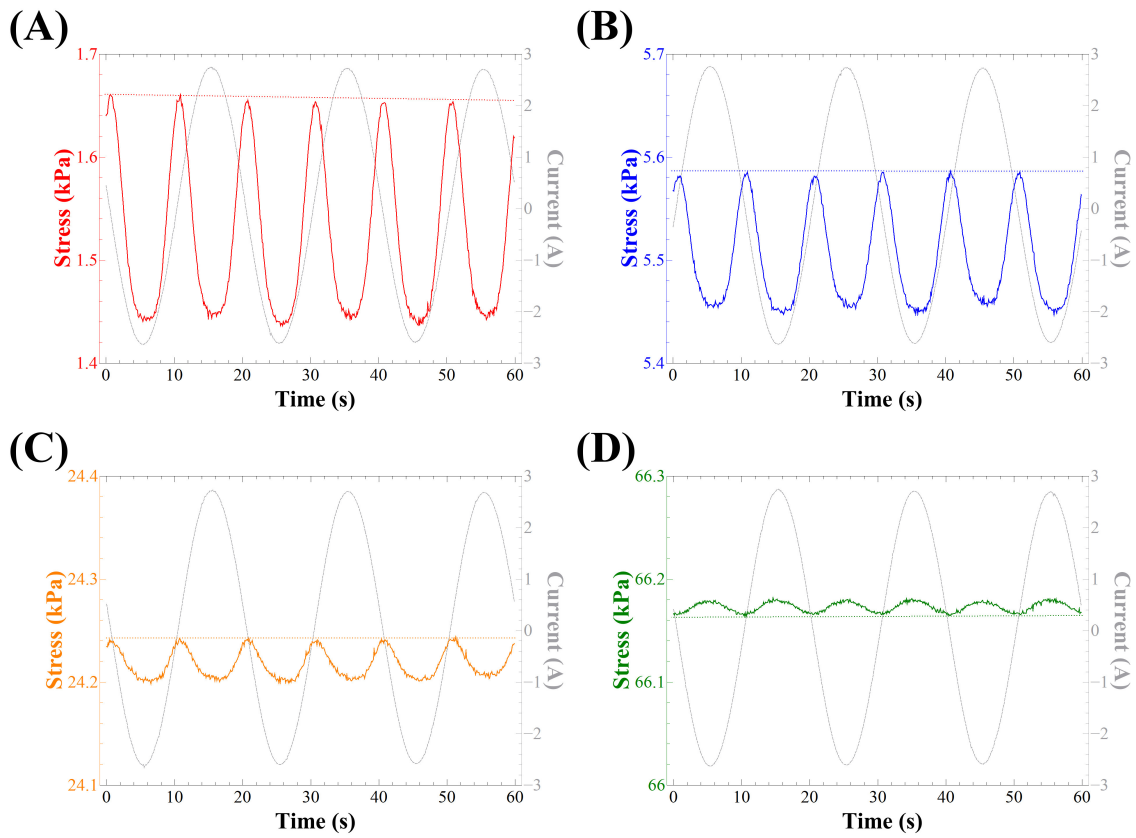 (A)
1.7
1.6
1.5
1.4
Stress (kPa)
3
2
1
0
−1
−2
−3
Current (A)
0 10 20 30 40 50 60
Time (s)
(B)
5.7
5.6
5.5
5.4
Stress (kPa)
3
2
1
0
−1
−2
−3
Current (A)
0 10 20 30 40 50 60
Time (s)
(C)
24.4
24.3
24.2
24.1
Stress (kPa)
3
2
1
0
−1
−2
−3
Current (A)
0 10 20 30 40 50 60
Time (s)
(D)
66.3
66.2
66.1
66
Stress (kPa)
3
2
1
0
−1
−2
−3
Current (A)
0 10 20 30 40 50 60
Time (s)